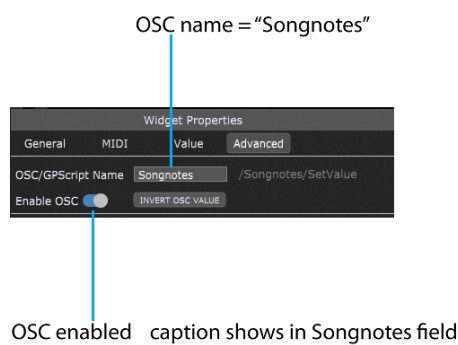 OSC name = “Songnotes”
Widget Properties
General MIDI Value Advanced
OSC/GPScript Name Songnotes /Songnotes/SetValue
Enable OSC INVERT OSC VALUE
OSC enabled caption shows in Songnotes field